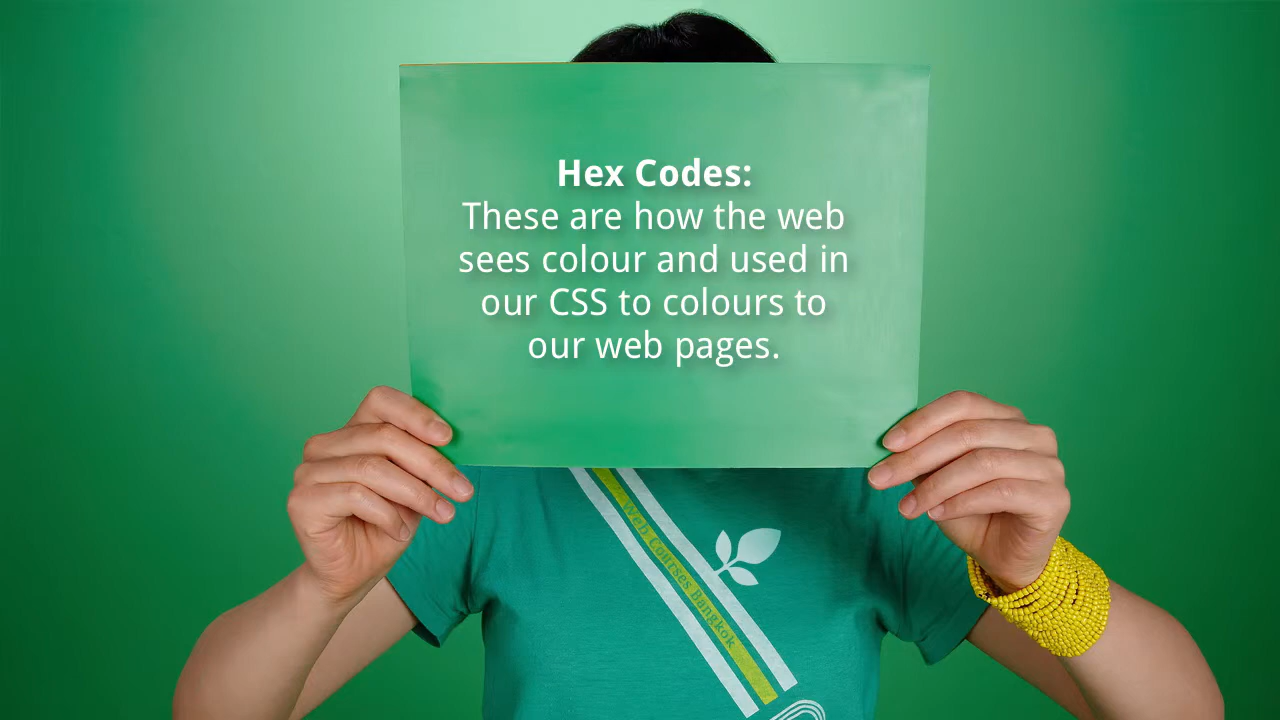 Hex Codes:
These are how the web
sees colour and used in
our CSS to colours to
our web pages.
Web Courses Bangkok